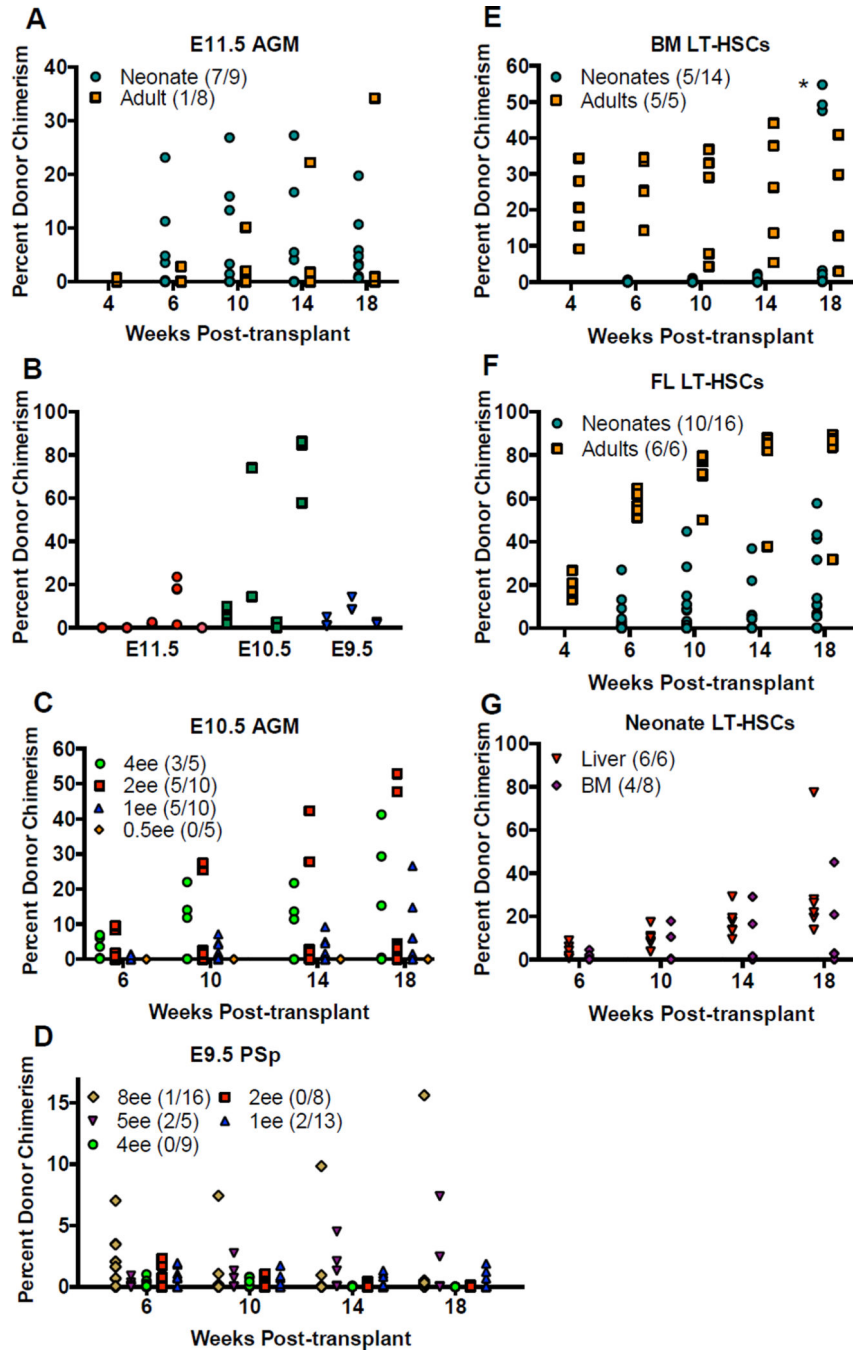 A
E11.5 AGM
Percent Donor Chimerism
40
30
20
10
0
Neonate (7/9)
Adult (1/8)
4 6 10 14 18
Weeks Post-transplant
B
Percent Donor Chimerism
100
80
60
40
20
0
E11.5 E10.5 E9.5
C
E10.5 AGM
Percent Donor Chimerism
60
50
40
30
20
10
0
4ee (3/5)
2ee (5/10)
1ee (5/10)
0.5ee (0/5)
6 10 14 18
Weeks Post-transplant
D
E9.5 PSp
Percent Donor Chimerism
15
10
5
0
8ee (1/16) 2ee (0/8)
5ee (2/5) 1ee (2/13)
4ee (0/9)
6 10 14 18
Weeks Post-transplant
E
BM LT-HSCs
Percent Donor Chimerism
60
50
40
30
20
10
0
Neonates (5/14)
Adults (5/5)
*
4 6 10 14 18
Weeks Post-transplant
F
FL LT-HSCs
Percent Donor Chimerism
100
80
60
40
20
0
Neonates (10/16)
Adults (6/6)
4 6 10 14 18
Weeks Post-transplant
G
Neonate LT-HSCs
Percent Donor Chimerism
100
80
60
40
20
0
Liver (6/6)
BM (4/8)
6 10 14 18
Weeks Post-transplant